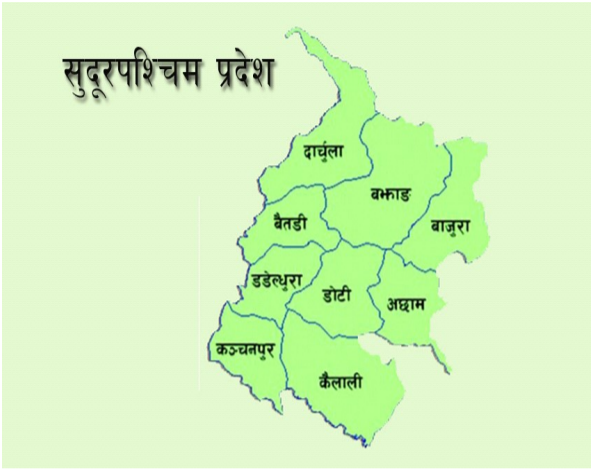 सुदूरपश्चिम प्रदेश
दार्चुला
बझाङ
बाजुरा
बैतडी
डडेल्धुरा
डोटी
अछाम
कञ्चनपुर
कैलाली